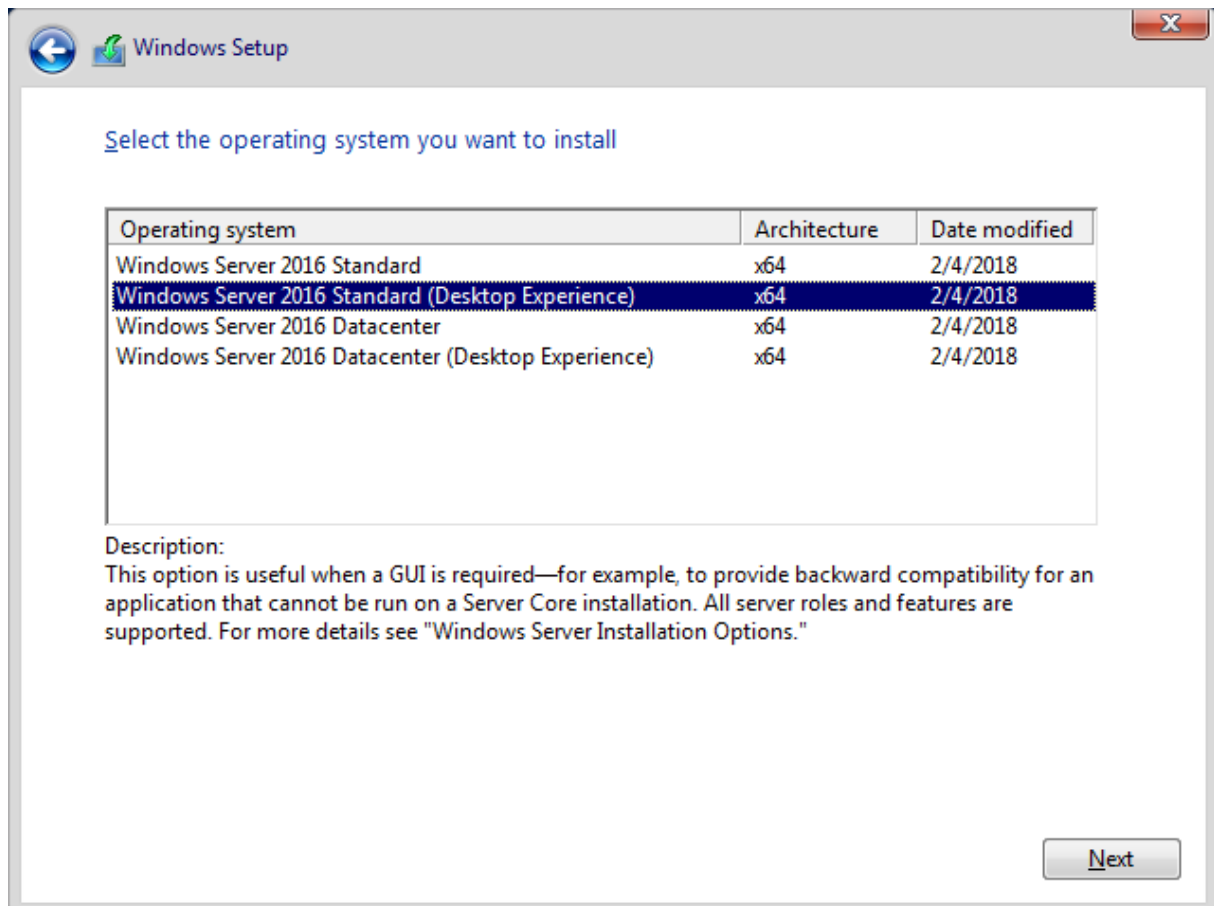 Windows Setup
Select the operating system you want to install
Operating system Architecture Date modified
Windows Server 2016 Standard x64 2/4/2018
Windows Server 2016 Standard (Desktop Experience) x64 2/4/2018
Windows Server 2016 Datacenter x64 2/4/2018
Windows Server 2016 Datacenter (Desktop Experience) x64 2/4/2018
Description:
This option is useful when a GUI is required—for example, to provide backward compatibility for an
application that cannot be run on a Server Core installation. All server roles and features are
supported. For more details see "Windows Server Installation Options."
Next